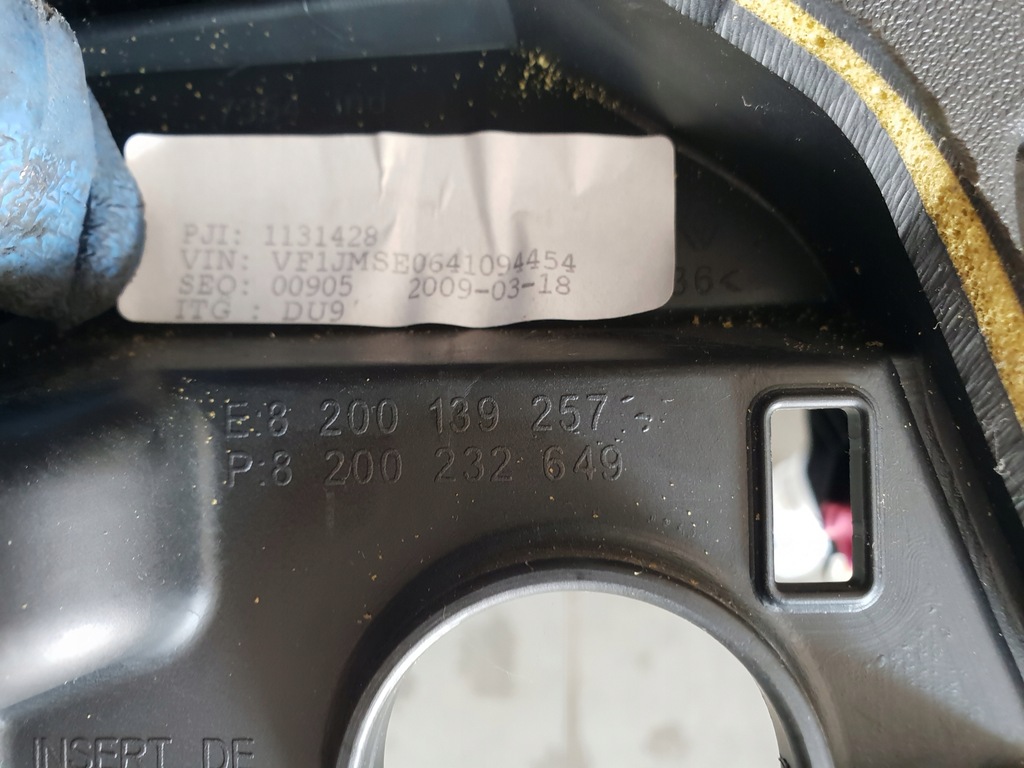 PJI: 1131428
VIN: VF1JMSE0641094454
SEQ: 00905 2009-03-18
ITG : DU9
36<
E:8 200 139 257
P:8 200 232 649
INSERT DE